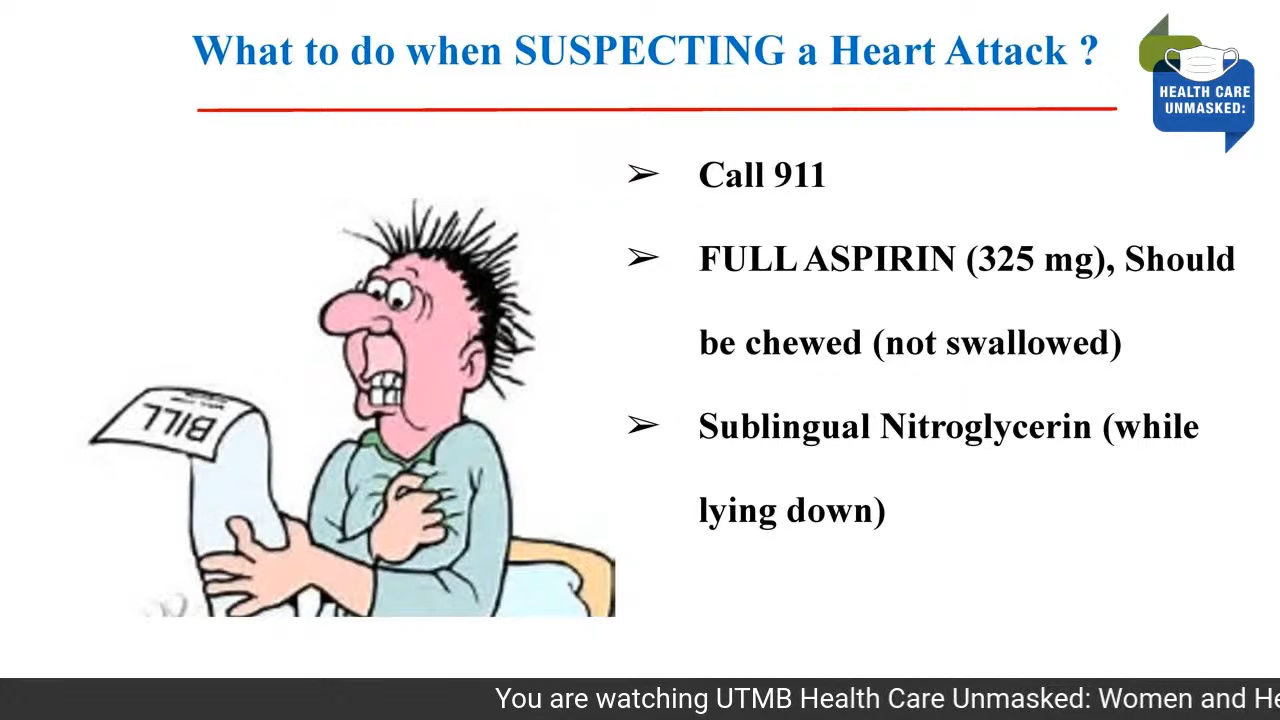 What to do when SUSPECTING a Heart Attack ?
HEALTH CARE
UNMASKED:
➢ Call 911
➢ FULL ASPIRIN (325 mg), Should
be chewed (not swallowed)
➢ Sublingual Nitroglycerin (while
lying down)
BILL
You are watching UTMB Health Care Unmasked: Women and He